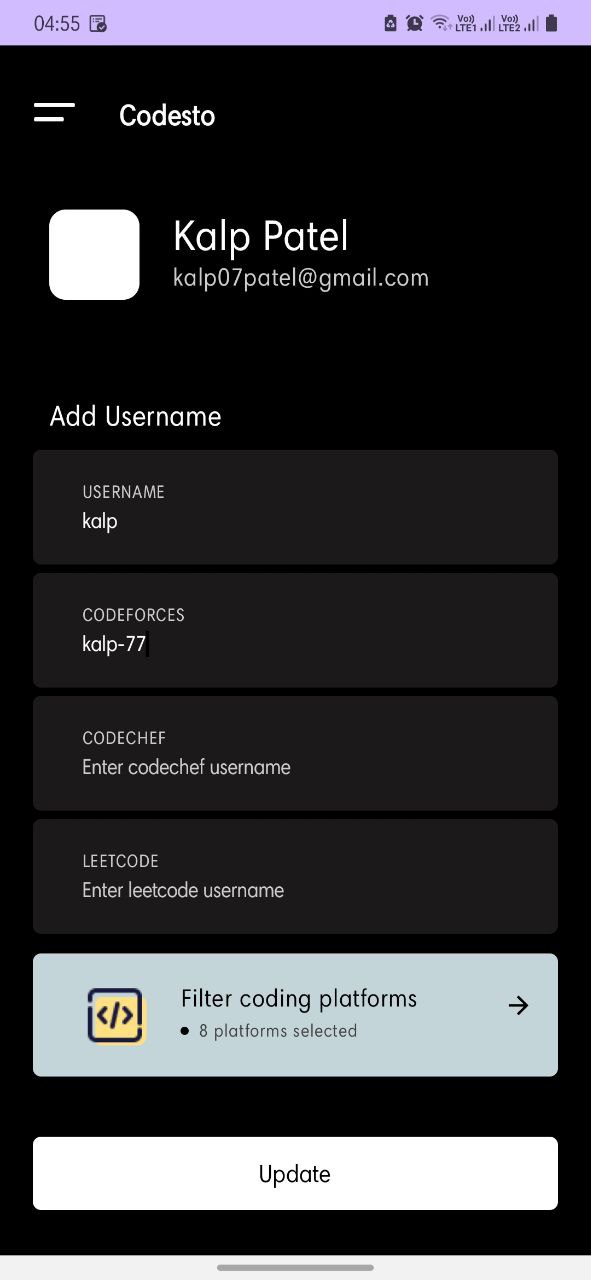 04:55
Vo)) LTE1 Vo)) LTE2
Codesto
Kalp Patel
kalp07patel@gmail.com
Add Username
USERNAME
kalp
CODEFORCES
kalp-77
CODECHEF
Enter codechef username
LEETCODE
Enter leetcode username
Filter coding platforms
8 platforms selected
Update